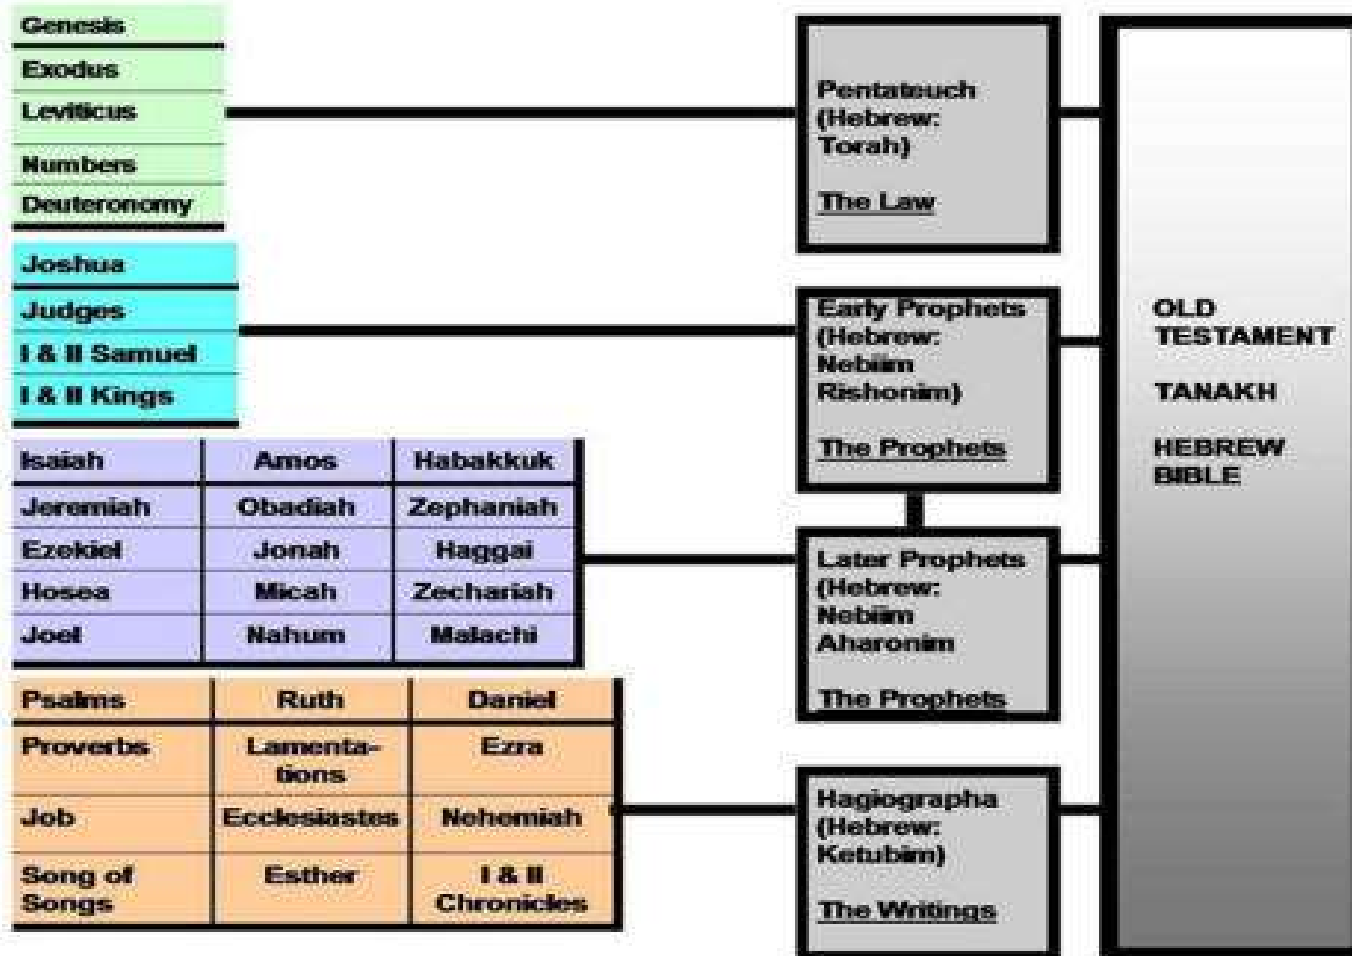 Genesis
Exodus
Leviticus
Numbers
Deuteronomy
Joshua
Judges
I & II Samuel
I & II Kings
Isaiah Amos Habakkuk
Jeremiah Obadiah Zephaniah
Ezekiel Jonah Haggai
Hosea Micah Zechariah
Joel Nahum Malachi
Psalms Ruth Daniel
Proverbs Lamenta- Ezra
tions
Job Ecclesiastes Nehemiah
Song of Esther I & II
Songs Chronicles
Pentateuch
(Hebrew:
Torah)
The Law
Early Prophets
(Hebrew:
Nebiim
Rishonim)
The Prophets
Later Prophets
(Hebrew:
Nebiim
Aharonim
The Prophets
Hagiographa
(Hebrew:
Ketubim)
The Writings
OLD
TESTAMENT
TANAKH
HEBREW
BIBLE